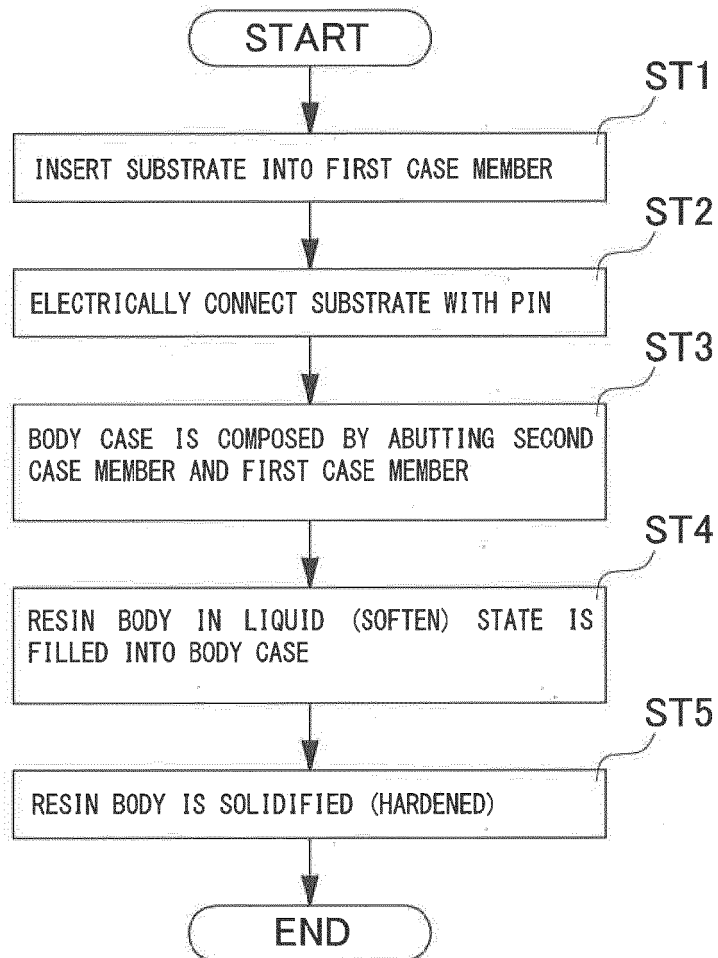 START
ST1
INSERT SUBSTRATE INTO FIRST CASE MEMBER
ST2
ELECTRICALLY CONNECT SUBSTRATE WITH PIN
ST3
BODY CASE IS COMPOSED BY ABUTTING SECOND
CASE MEMBER AND FIRST CASE MEMBER
ST4
RESIN BODY IN LIQUID (SOFTEN) STATE IS
FILLED INTO BODY CASE
ST5
RESIN BODY IS SOLIDIFIED (HARDENED)
END